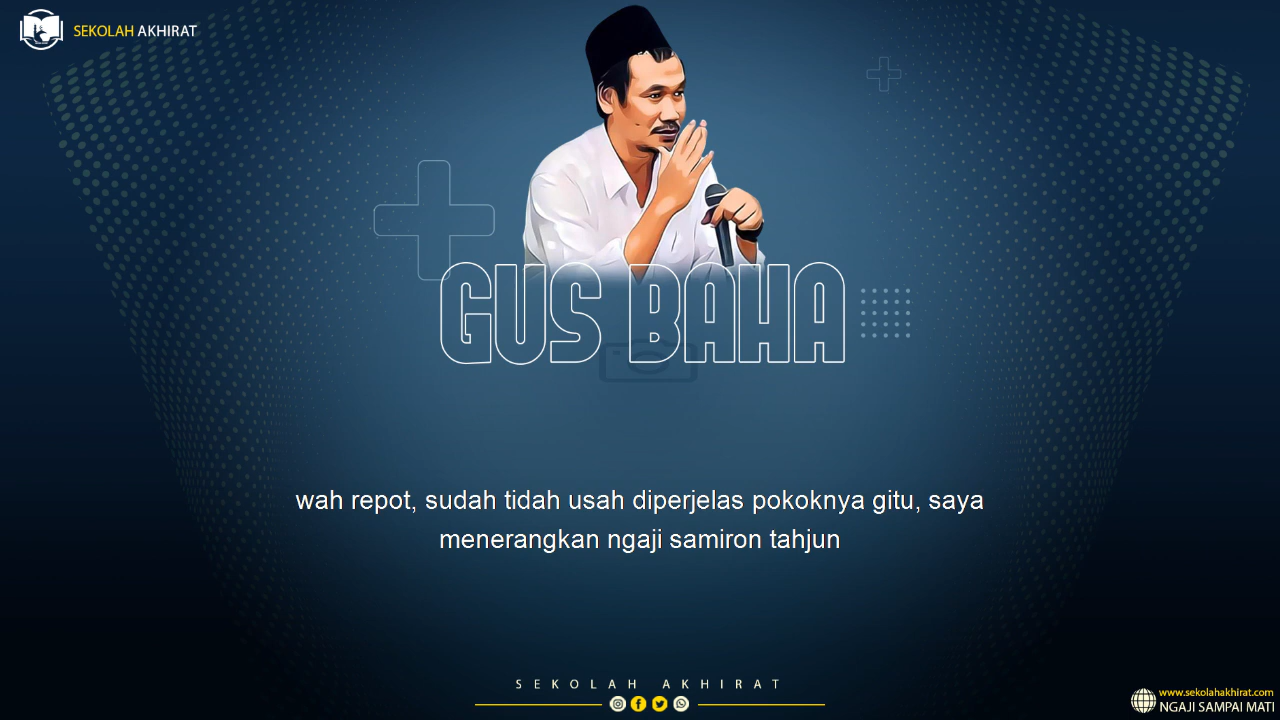 SEKOLAH AKHIRAT
GUS BAHA
wah repot, sudah tidah usah diperjelas pokoknya gitu, saya
menerangkan ngaji samiron tahjun
SEKOLAH AKHIRAT
www.sekolahakhirat.com
NGAJI SAMPAI MATI